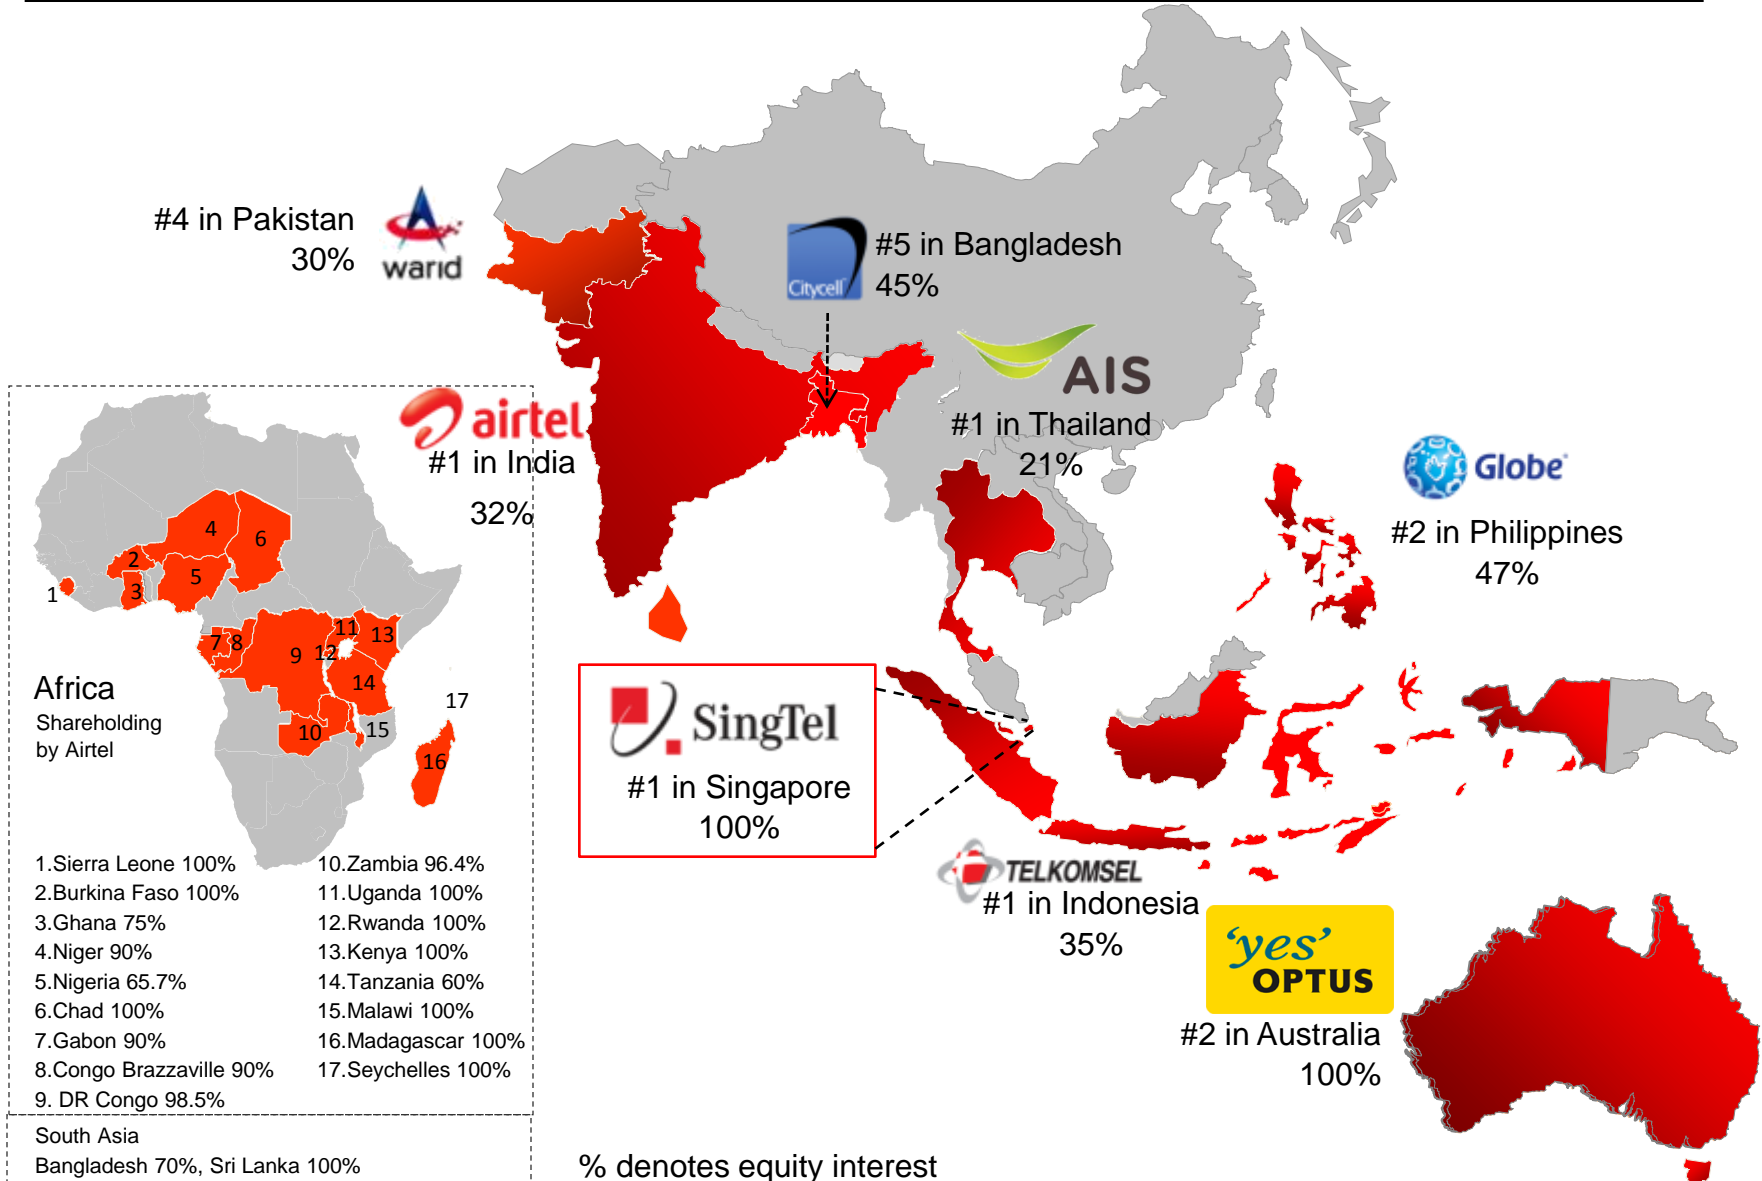 #4 in Pakistan
30%
warid
Citycell
#5 in Bangladesh
45%
AIS
#1 in Thailand
21%
airtel
#1 in India
32%
Globe
#2 in Philippines
47%
SingTel
#1 in Singapore
100%
TELKOMSEL
#1 in Indonesia
35%
'yes'
OPTUS
#2 in Australia
100%
1
2
3
4
5
6
7
8
9
10
11
12
13
14
15
16
17
Africa
Shareholding
by Airtel
1.Sierra Leone 100%
2.Burkina Faso 100%
3.Ghana 75%
4.Niger 90%
5.Nigeria 65.7%
6.Chad 100%
7.Gabon 90%
8.Congo Brazzaville 90%
9. DR Congo 98.5%
10.Zambia 96.4%
11.Uganda 100%
12.Rwanda 100%
13.Kenya 100%
14.Tanzania 60%
15.Malawi 100%
16.Madagascar 100%
17.Seychelles 100%
South Asia
Bangladesh 70%, Sri Lanka 100%
% denotes equity interest